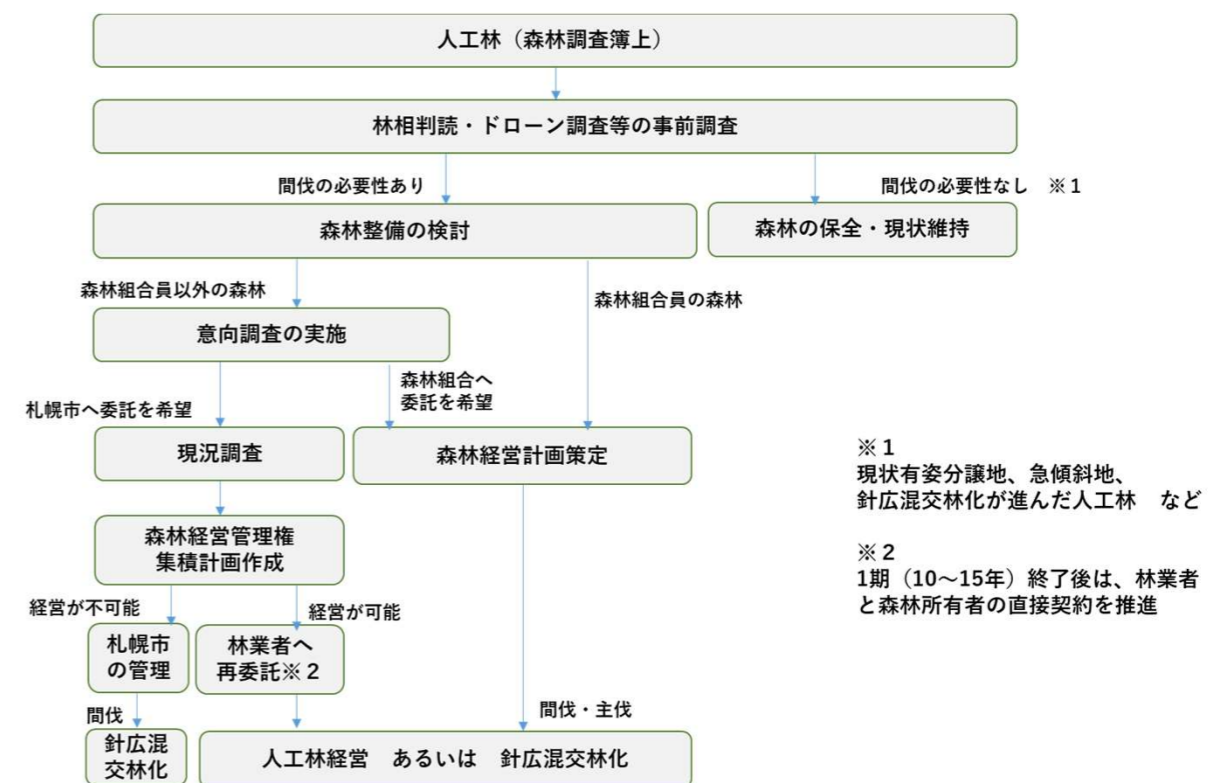 人工林（森林調査簿上）
林相判読・ドローン調査等の事前調査
間伐の必要性あり
間伐の必要性なし　※１
森林整備の検討
森林の保全・現状維持
森林組合員以外の森林
森林組合員の森林
意向調査の実施
札幌市へ委託を希望
森林組合へ
委託を希望
現況調査
森林経営計画策定
森林経営管理権
集積計画作成
経営が不可能
経営が可能
札幌市
の管理
林業者へ
再委託※２
間伐
間伐・主伐
針広混
交林化
人工林経営　あるいは　針広混交林化
※１
現状有姿分譲地、急傾斜地、
針広混交林化が進んだ人工林　など
※２
1期（10～15年）終了後は、林業者
と森林所有者の直接契約を推進